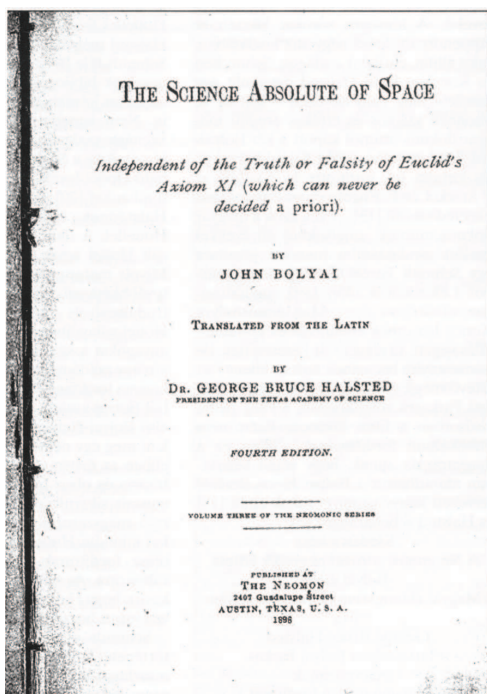 THE SCIENCE ABSOLUTE OF SPACE
Independent of the Truth or Falsity of Euclid's
Axiom XI (which can never be
decided a priori).
BY
JOHN BOLYAI
TRANSLATED FROM THE LATIN
BY
DR. GEORGE BRUCE HALSTED
PRESIDENT OF THE TEXAS ACADEMY OF SCIENCE
FOURTH EDITION.
VOLUME THREE OF THE NEOMONIC SERIES
PUBLISHED AT
THE NEOMON
2407 Guadalupe Street
AUSTIN, TEXAS, U. S. A.
1896